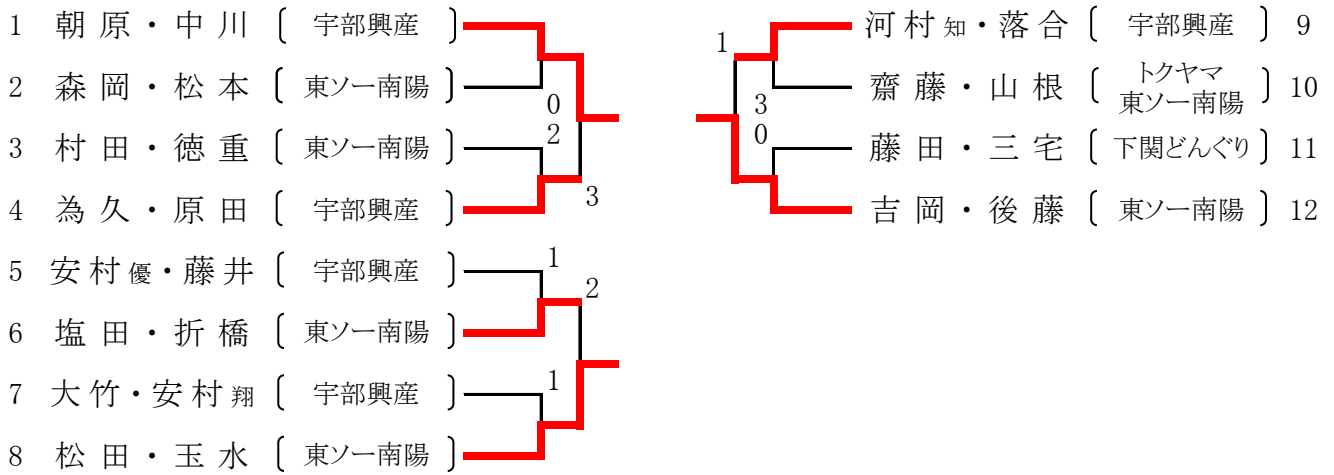 1 朝原・中川 〔 宇部興産 〕
2 森岡・松本 〔 東ソー南陽 〕
0
3 村田・徳重 〔 東ソー南陽 〕
2
3
4 為久・原田 〔 宇部興産 〕
5 安村優・藤井 〔 宇部興産 〕
1
2
6 塩田・折橋 〔 東ソー南陽 〕
7 大竹・安村翔 〔 宇部興産 〕
1
8 松田・玉水 〔 東ソー南陽 〕
河村知・落合 〔 宇部興産 〕 9
1
齋藤・山根 〔 トクヤマ
東ソー南陽 〕 10
3
0
藤田・三宅 〔 下関どんぐり 〕 11
吉岡・後藤 〔 東ソー南陽 〕 12